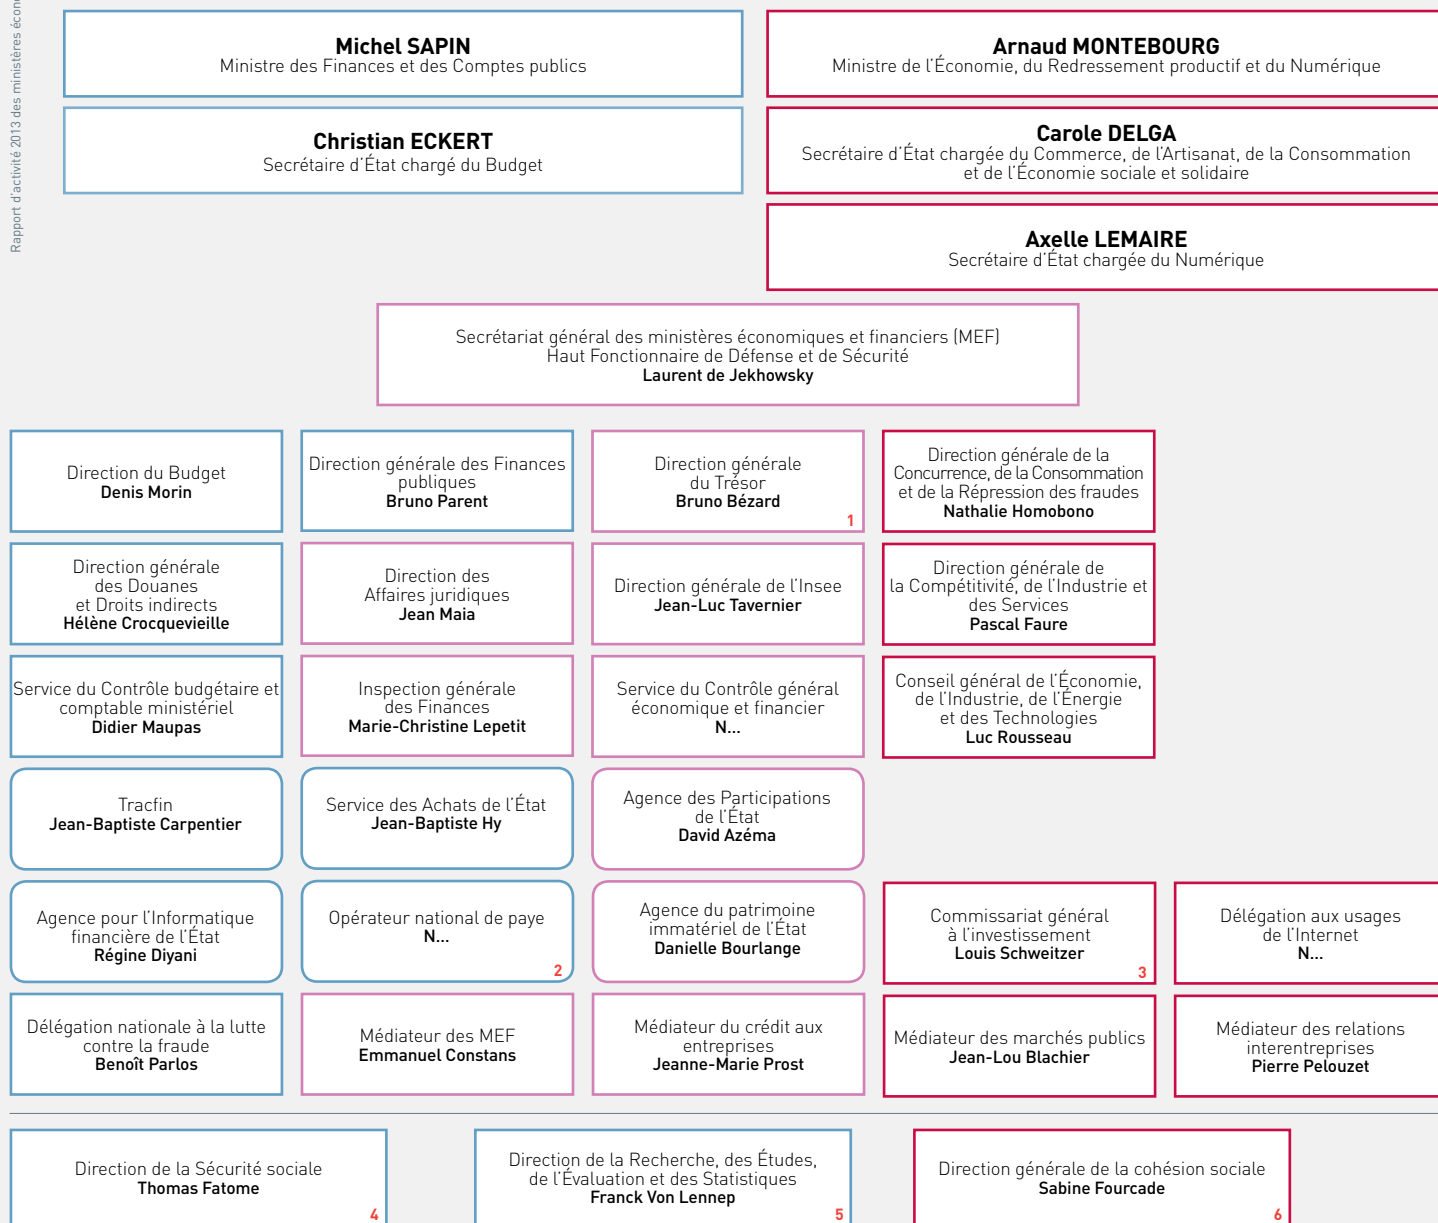 Rapport d'activité 2013 des ministères écono
Michel SAPIN
Ministre des Finances et des Comptes publics
Arnaud MONTEBOURG
Ministre de l'Économie, du Redressement productif et du Numérique
Christian ECKERT
Secrétaire d'État chargé du Budget
Carole DELGA
Secrétaire d'État chargée du Commerce, de l'Artisanat, de la Consommation
et de l'Économie sociale et solidaire
Axelle LEMAIRE
Secrétaire d'État chargée du Numérique
Secrétariat général des ministères économiques et financiers (MEF)
Haut Fonctionnaire de Défense et de Sécurité
Laurent de Jekhowsky
Direction du Budget
Denis Morin
Direction générale des Finances
publiques
Bruno Parent
Direction générale
du Trésor
Bruno Bézard
1
Direction générale de la
Concurrence, de la Consommation
et de la Répression des fraudes
Nathalie Homobono
Direction générale
des Douanes
et Droits indirects
Hélène Crocquevieille
Direction des
Affaires juridiques
Jean Maia
Direction générale de l'Insee
Jean-Luc Tavernier
Direction générale de
la Compétitivité, de l'Industrie et
des Services
Pascal Faure
Service du Contrôle budgétaire et
comptable ministériel
Didier Maupas
Inspection générale
des Finances
Marie-Christine Lepetit
Service du Contrôle général
économique et financier
N...
Conseil général de l'Économie,
de l'Industrie, de l'Énergie
et des Technologies
Luc Rousseau
Tracfin
Jean-Baptiste Carpentier
Service des Achats de l'État
Jean-Baptiste Hy
Agence des Participations
de l'État
David Azéma
Agence pour l'Informatique
financière de l'État
Régine Diyani
Opérateur national de paye
N...
2
Agence du patrimoine
immatériel de l'État
Danielle Bourlange
Commissariat général
à l'investissement
Louis Schweitzer
3
Délégation aux usages
de l'Internet
N...
Délégation nationale à la lutte
contre la fraude
Benoît Parlos
Médiateur des MEF
Emmanuel Constans
Médiateur du crédit aux
entreprises
Jeanne-Marie Prost
Médiateur des marchés publics
Jean-Lou Blachier
Médiateur des relations
interentreprises
Pierre Pelouzet
Direction de la Sécurité sociale
Thomas Fatome
4
Direction de la Recherche, des Études,
de l'Évaluation et des Statistiques
Franck Von Lennep
5
Direction générale de la cohésion sociale
Sabine Fourcade
6